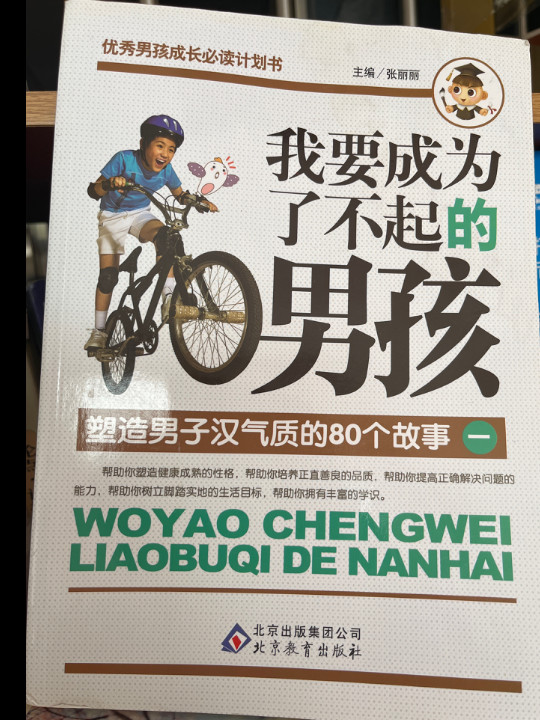 优秀男孩成长必读计划书
主编/张丽丽
我要成为
了不起的
男孩
塑造男子汉气质的80个故事 一
帮助你塑造健康成熟的性格，帮助你培养正直善良的品质，帮助你提高正确解决问题的
能力，帮助你树立脚踏实地的生活目标，帮助你拥有丰富的学识。
WOYAO CHENGWEI
LIAOBUQI DE NANHAI
北京出版集团公司
北京教育出版社